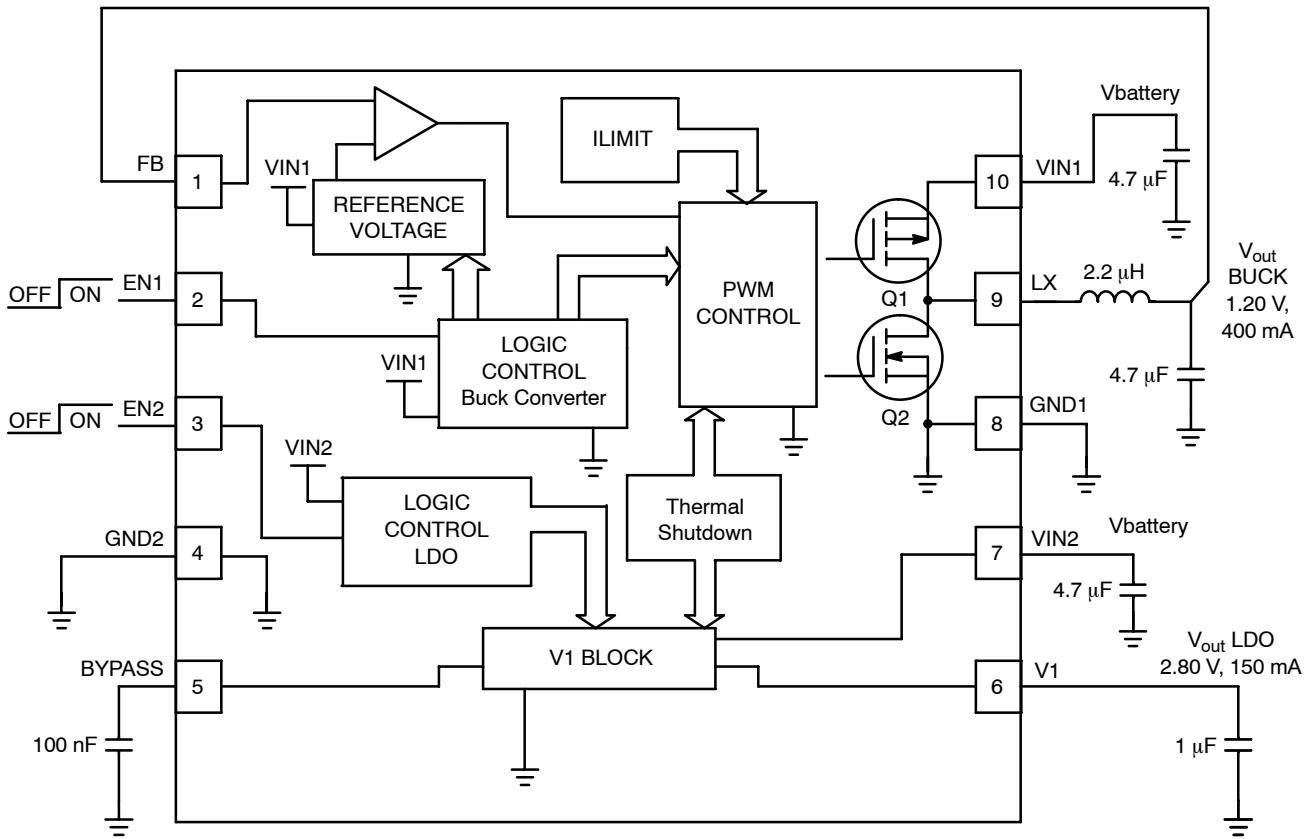 Vbattery
FB
1
VIN1
REFERENCE
VOLTAGE
ILIMIT
10
VIN1
4.7 μF
OFF
ON
EN1
2
PWM
CONTROL
Q1
9
LX
2.2 μH
Vout
BUCK
1.20 V,
400 mA
VIN1
LOGIC
CONTROL
Buck Converter
4.7 μF
OFF
ON
EN2
3
Q2
8
GND1
VIN2
LOGIC
CONTROL
LDO
Thermal
Shutdown
Vbattery
GND2
4
7
VIN2
4.7 μF
BYPASS
5
V1 BLOCK
6
V1
Vout LDO
2.80 V, 150 mA
100 nF
1 μF